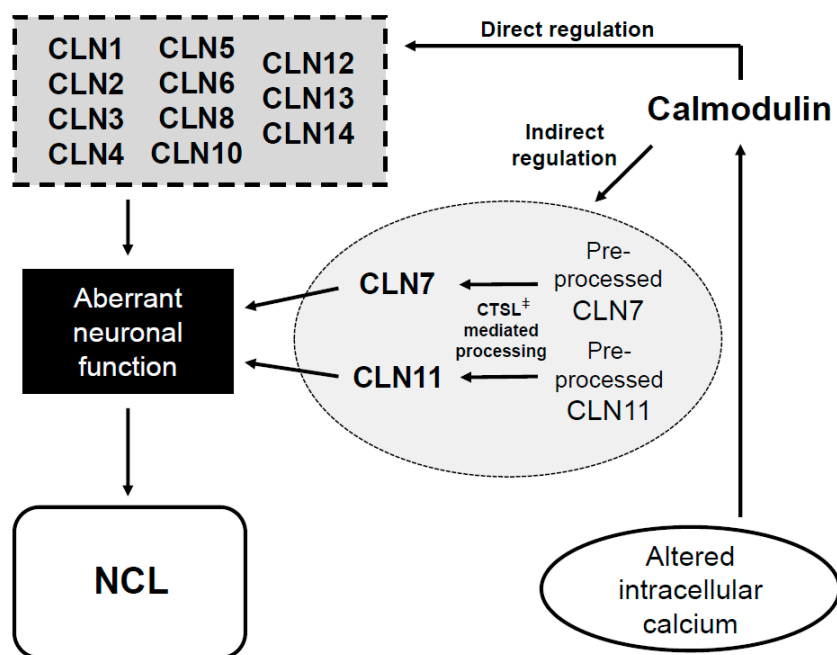 CLN1
CLN2
CLN3
CLN4
CLN5
CLN6
CLN8
CLN10
CLN12
CLN13
CLN14
Direct regulation
Calmodulin
Indirect
regulation
Pre-
processed
CLN7
CLN7
CTSL‡
mediated
processing
Pre-
processed
CLN11
CLN11
Aberrant
neuronal
function
NCL
Altered
intracellular
calcium